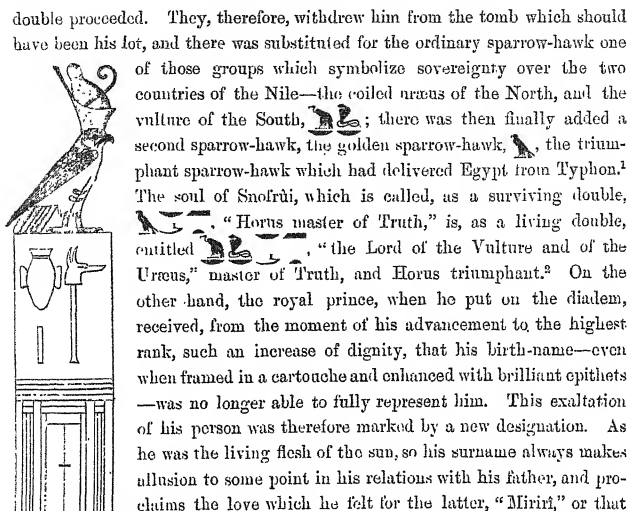 double proceeded. They, therefore, withdrew him from the tomb which should
have been his lot, and there was substituted for the ordinary sparrow-hawk one
of those groups which symbolize sovereignty over the two
countries of the Nile—the coiled uræus of the North, and the
vulture of the South, ; there was then finally added a
second sparrow-hawk, the golden sparrow-hawk, , the trium-
phant sparrow-hawk which had delivered Egypt from Typhon.¹
The soul of Snofrûi, which is called, as a surviving double,
, “Horus master of Truth,” is, as a living double,
entitled , “the Lord of the Vulture and of the
Uræus,” master of Truth, and Horus triumphant.² On the
other hand, the royal prince, when he put on the diadem,
received, from the moment of his advancement to the highest
rank, such an increase of dignity, that his birth-name—even
when framed in a cartouche and enhanced with brilliant epithets
—was no longer able to fully represent him. This exaltation
of his person was therefore marked by a new designation. As
he was the living flesh of the sun, so his surname always makes
allusion to some point in his relations with his father, and pro-
claims the love which he felt for the latter, “Mirirî,” or that